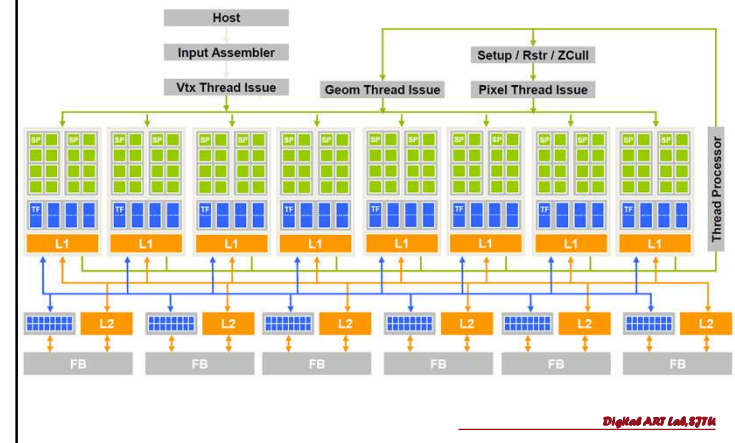 Host
Input Assembler
Setup / Rstr / ZCull
Vtx Thread Issue
Geom Thread Issue
Pixel Thread Issue
SP SP SP SP SP SP SP SP SP SP SP SP SP SP SP SP
Thread Processor
TF TF TF TF TF TF TF TF
L1 L1 L1 L1 L1 L1 L1 L1
L2 L2 L2 L2 L2 L2
FB FB FB FB FB FB
Digital ART Lab,SJTU